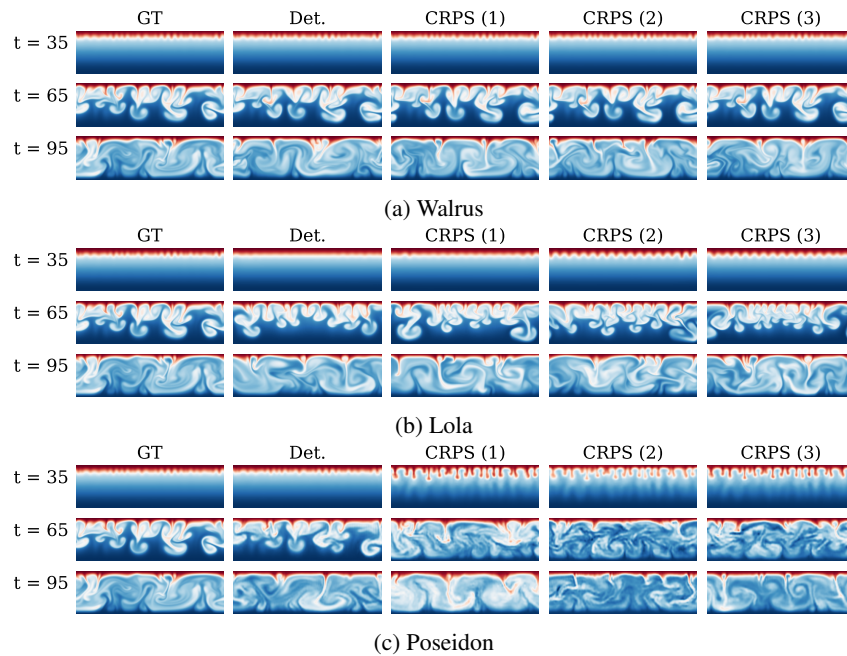 GT Det. CRPS (1) CRPS (2) CRPS (3)
t = 35
t = 65
t = 95
(a) Walrus
GT Det. CRPS (1) CRPS (2) CRPS (3)
t = 35
t = 65
t = 95
(b) Lola
GT Det. CRPS (1) CRPS (2) CRPS (3)
t = 35
t = 65
t = 95
(c) Poseidon